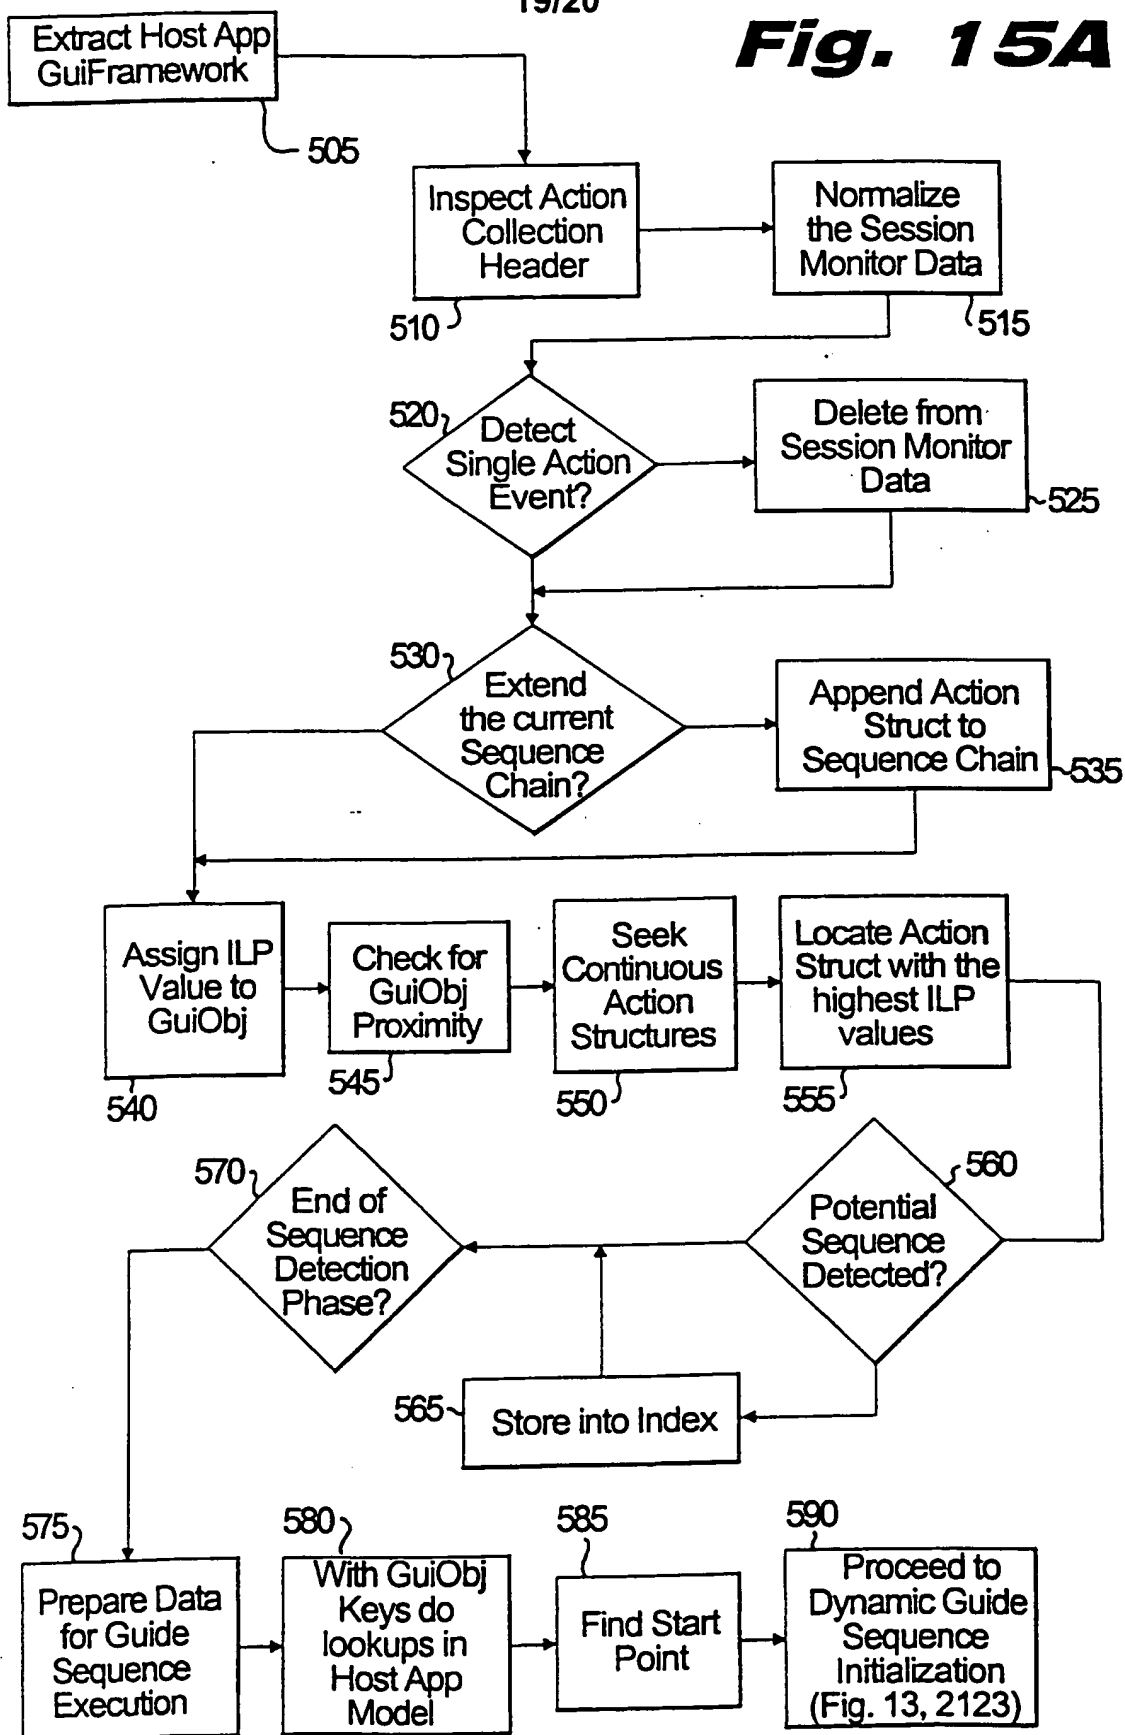 19/20
Fig. 15A
Extract Host App
GuiFramework
505
Inspect Action
Collection
Header
510
Normalize
the Session
Monitor Data
515
520
Detect
Single Action
Event?
Delete from
Session Monitor
Data
525
530
Extend
the current
Sequence
Chain?
Append Action
Struct to
Sequence Chain
535
Assign ILP
Value to
GuiObj
540
Check for
GuiObj
Proximity
545
Seek
Continuous
Action
Structures
550
Locate Action
Struct with the
highest ILP
values
555
560
Potential
Sequence
Detected?
565
Store into Index
570
End of
Sequence
Detection
Phase?
575
Prepare Data
for Guide
Sequence
Execution
580
With GuiObj
Keys do
lookups in
Host App
Model
585
Find Start
Point
590
Proceed to
Dynamic Guide
Sequence
Initialization
(Fig. 13, 2123)